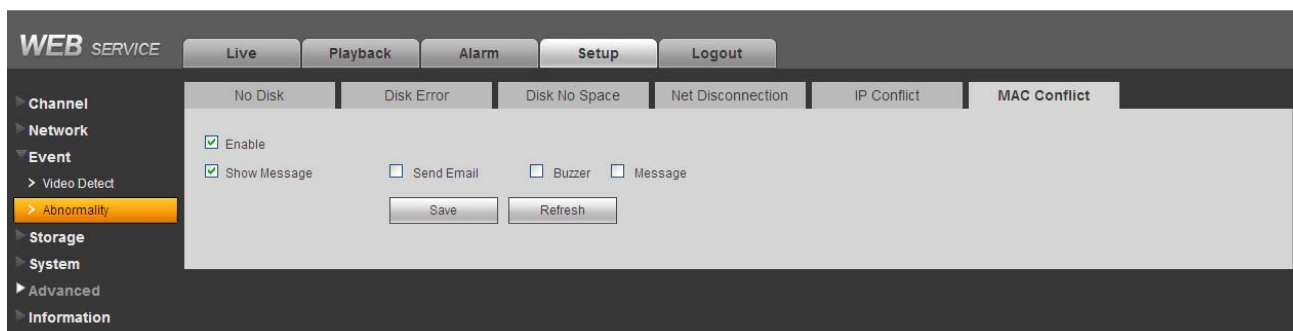 WEB SERVICE
Live Playback Alarm Setup Logout
No Disk Disk Error Disk No Space Net Disconnection IP Conflict MAC Conflict
Channel
Network
Event
> Video Detect
> Abnormality
Storage
System
Advanced
Information
Enable
Show Message Send Email Buzzer Message
Save Refresh